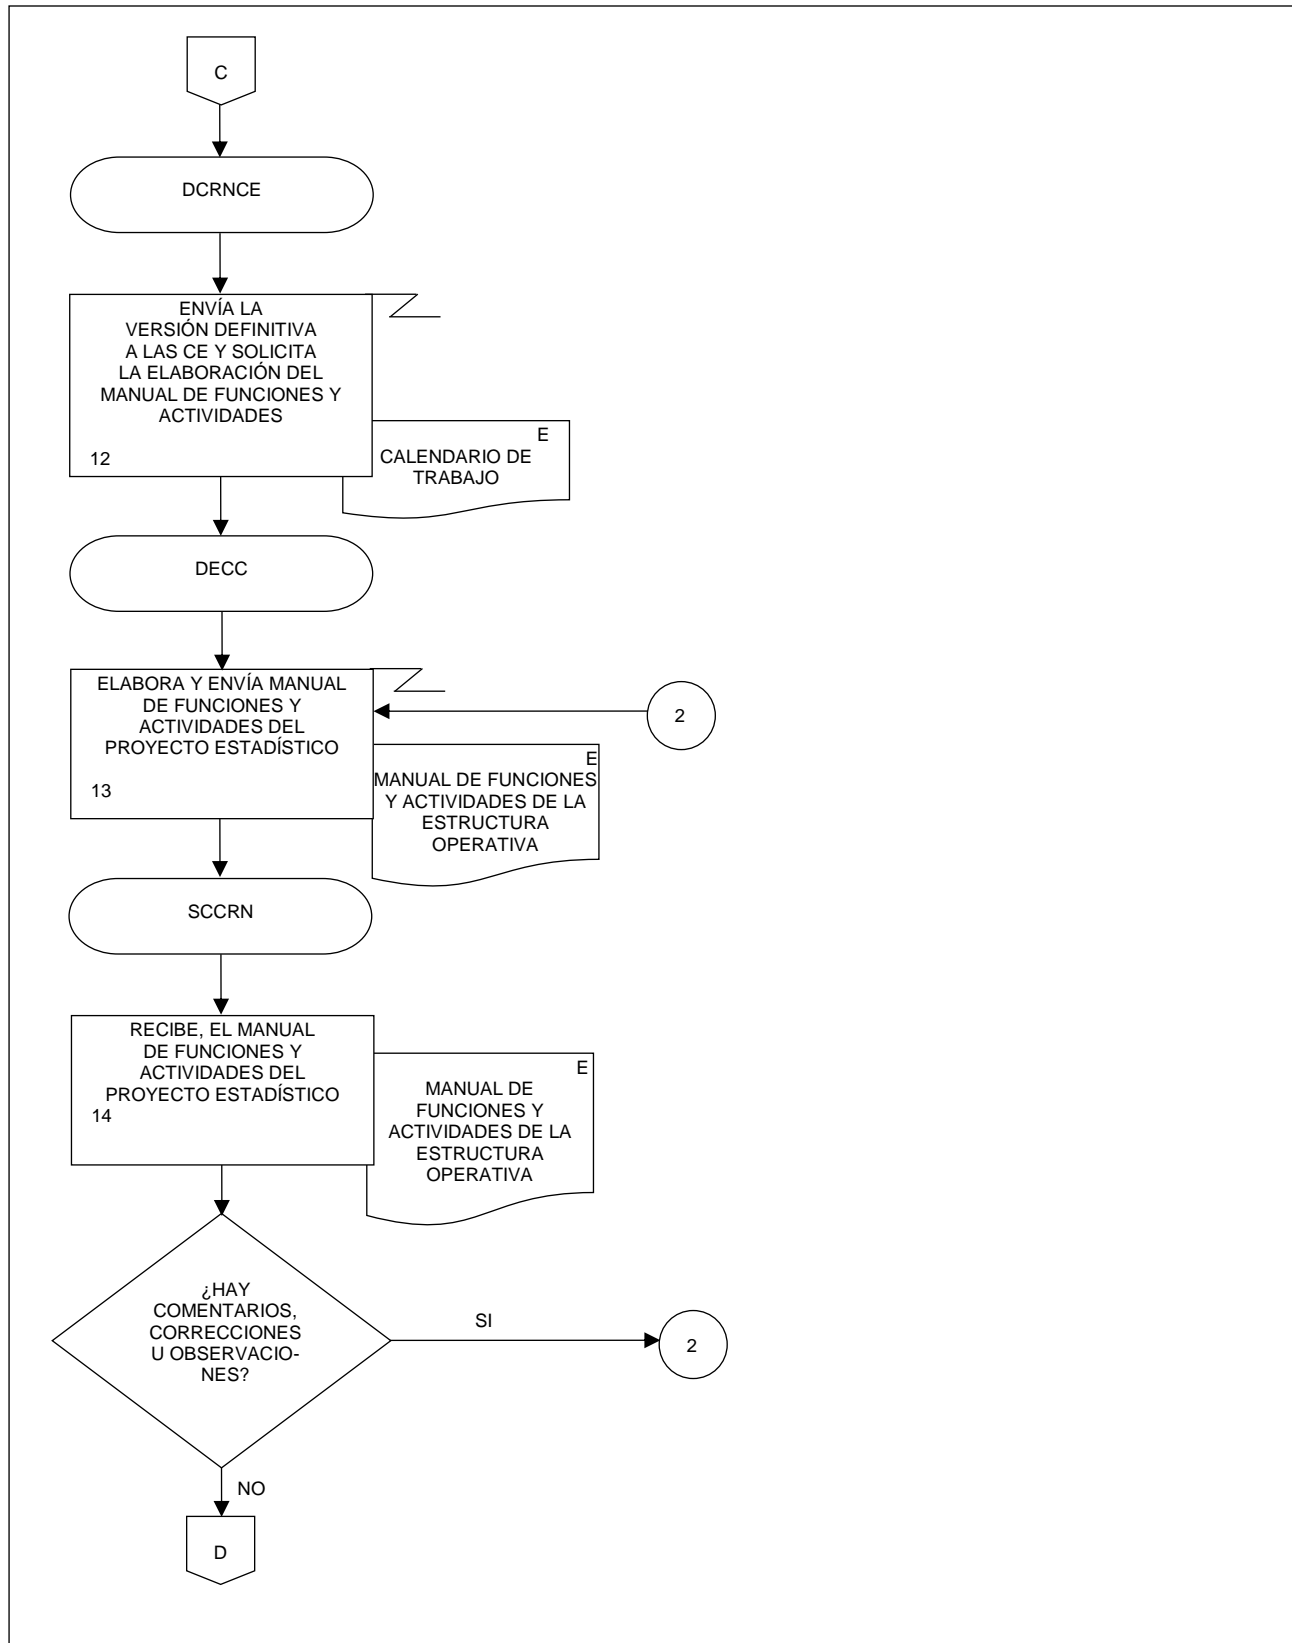 C
DCRNCE
ENVÍA LA
VERSIÓN DEFINITIVA
A LAS CE Y SOLICITA
LA ELABORACIÓN DEL
MANUAL DE FUNCIONES Y
ACTIVIDADES
12
E
CALENDARIO DE
TRABAJO
DECC
ELABORA Y ENVÍA MANUAL
DE FUNCIONES Y
ACTIVIDADES DEL
PROYECTO ESTADÍSTICO
13
2
E
MANUAL DE FUNCIONES
Y ACTIVIDADES DE LA
ESTRUCTURA
OPERATIVA
SCCRN
RECIBE, EL MANUAL
DE FUNCIONES Y
ACTIVIDADES DEL
PROYECTO ESTADÍSTICO
14
E
MANUAL DE
FUNCIONES Y
ACTIVIDADES DE LA
ESTRUCTURA
OPERATIVA
¿HAY
COMENTARIOS,
CORRECCIONES
U OBSERVACIO-
NES?
SI
2
NO
D